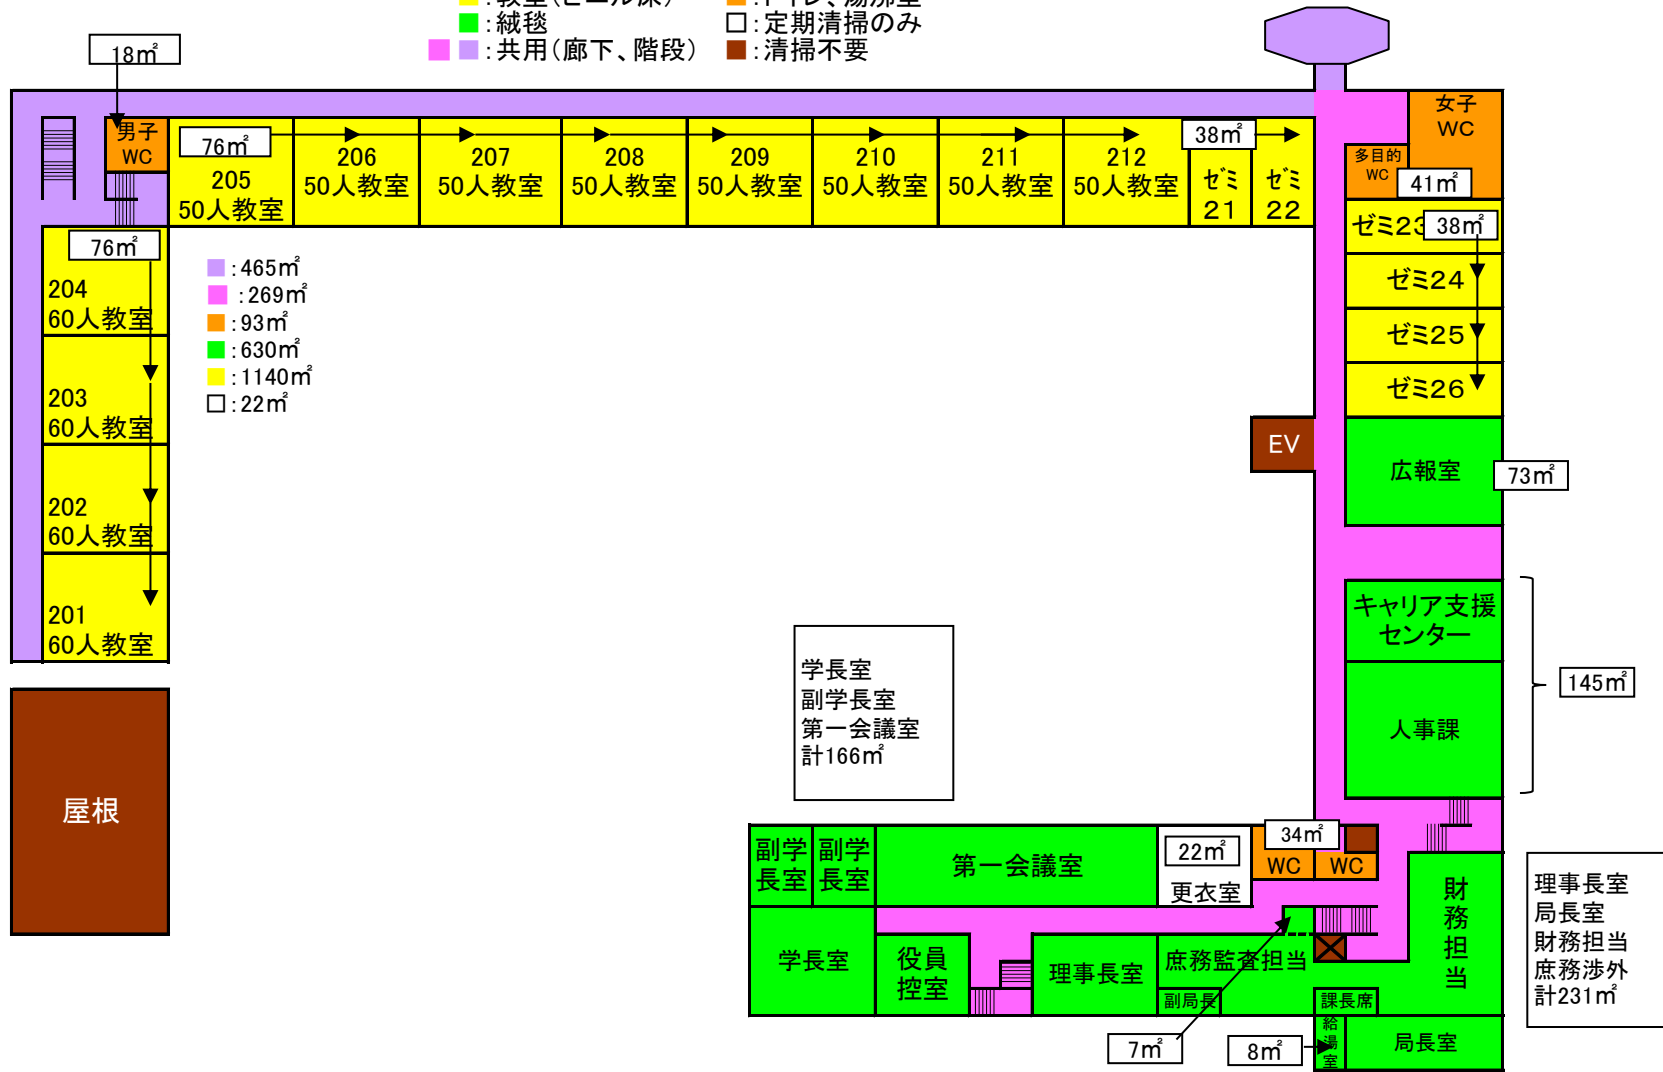 :絨毯
:定期清掃のみ
:共用(廊下、階段)
:清掃不要
18㎡
男子
WC
76㎡
205
50人教室
206
50人教室
207
50人教室
208
50人教室
209
50人教室
210
50人教室
211
50人教室
212
50人教室
38㎡
ゼミ
21
ゼミ
22
女子
WC
多目的
WC
41㎡
ゼミ23
38㎡
ゼミ24
ゼミ25
ゼミ26
76㎡
204
60人教室
203
60人教室
202
60人教室
201
60人教室
:465㎡
:269㎡
:93㎡
:630㎡
:1140㎡
:22㎡
EV
広報室
73㎡
キャリア支援
センター
人事課
145㎡
屋根
学長室
副学長室
第一会議室
計166㎡
副学
長室
副学
長室
第一会議室
22㎡
更衣室
34㎡
WC
WC
財務担当
学長室
役員
控室
理事長室
庶務監査担当
副局長
課長席
給湯室
局長室
7㎡
8㎡
理事長室
局長室
財務担当
庶務渉外
計231㎡